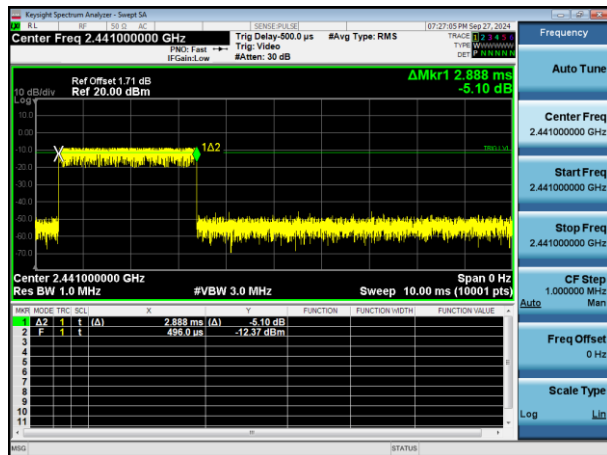 Keysight Spectrum Analyzer - Swept SA
RL RF 50 Ω AC SENSE:PULSE 07:27:05 PM Sep 27, 2024
Center Freq 2.441000000 GHz Trig Delay-500.0 µs #Avg Type: RMS TRACE 1 2 3 4 5 6
PNO: Fast Trig: Video TYPE WWWWWW
IFGain:Low #Atten: 30 dB DET P N N N N N
Ref Offset 1.71 dB ΔMkr1 2.888 ms
10 dB/div Ref 20.00 dBm -5.10 dB
Log
10.0
0.00
-10.0
-20.0
-30.0
-40.0
-50.0
-60.0
-70.0
1Δ2
TRIG LVL
Center 2.441000000 GHz Span 0 Hz
Res BW 1.0 MHz #VBW 3.0 MHz Sweep 10.00 ms (10001 pts)
MKR MODE TRC SCL X Y FUNCTION FUNCTION WIDTH FUNCTION VALUE
1 Δ2 1 t (Δ) 2.888 ms (Δ) -5.10 dB
2 F 1 t 496.0 µs -12.37 dBm
3
4
5
6
7
8
9
10
11
MSG STATUS
Frequency
Auto Tune
Center Freq
2.441000000 GHz
Start Freq
2.441000000 GHz
Stop Freq
2.441000000 GHz
CF Step
1.000000 MHz
Auto Man
Freq Offset
0 Hz
Scale Type
Log Lin